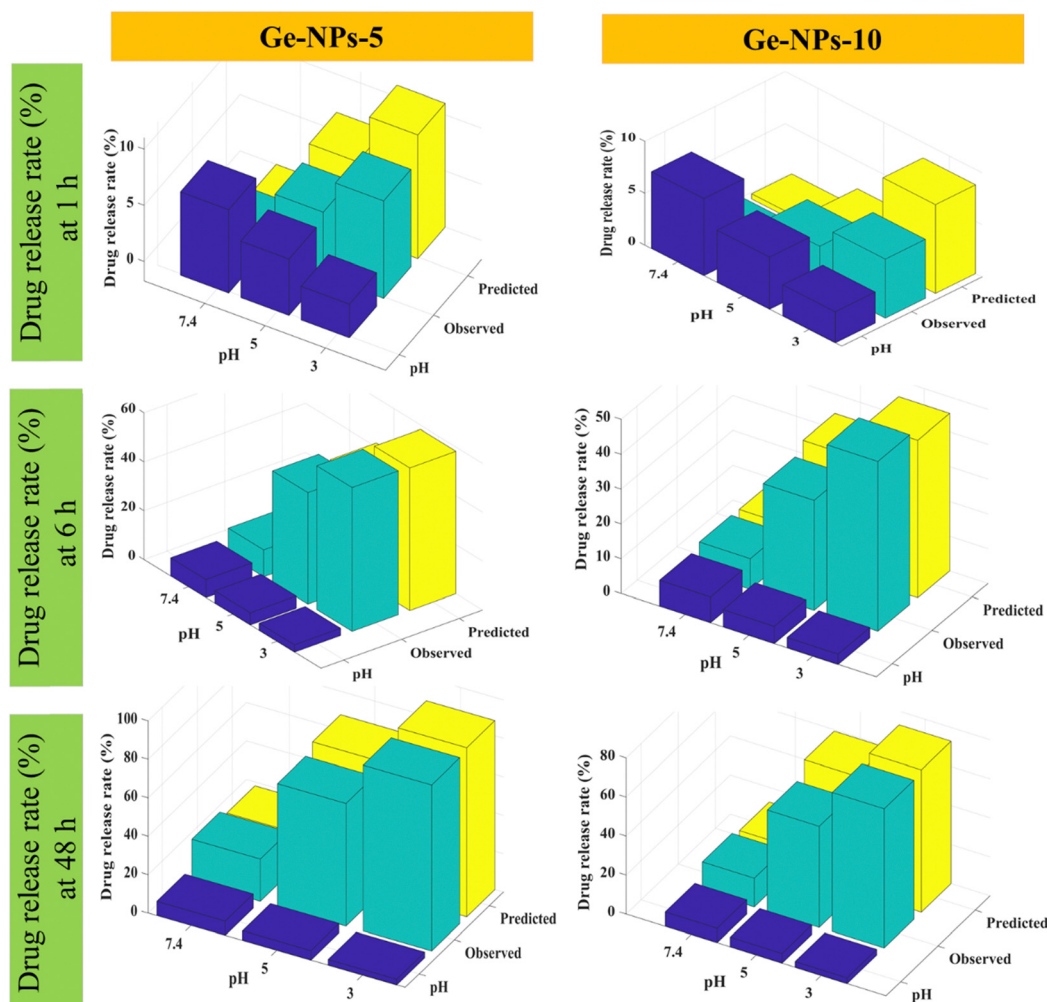 Ge-NPs-5
Ge-NPs-10
Drug release rate (%)
at 1 h
Drug release rate (%)
10
5
0
7.4
5
3
pH
Predicted
Observed
pH
Drug release rate (%)
10
5
0
7.4
5
3
pH
Predicted
Observed
pH
Drug release rate (%)
at 6 h
Drug release rate (%)
60
40
20
0
7.4
5
3
pH
Predicted
Observed
pH
Drug release rate (%)
50
40
30
20
10
0
7.4
5
3
pH
Predicted
Observed
pH
Drug release rate (%)
at 48 h
Drug release rate (%)
100
80
60
40
20
0
7.4
5
3
pH
Predicted
Observed
pH
Drug release rate (%)
80
60
40
20
0
7.4
5
3
pH
Predicted
Observed
pH